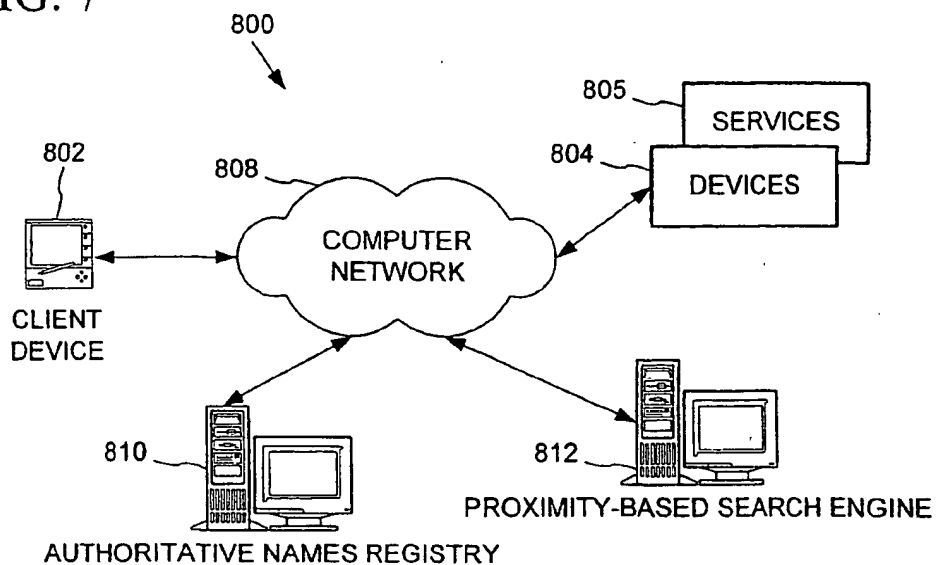 800
805
SERVICES
804
DEVICES
802
808
COMPUTER
NETWORK
CLIENT
DEVICE
810
812
PROXIMITY-BASED SEARCH ENGINE
AUTHORITATIVE NAMES REGISTRY